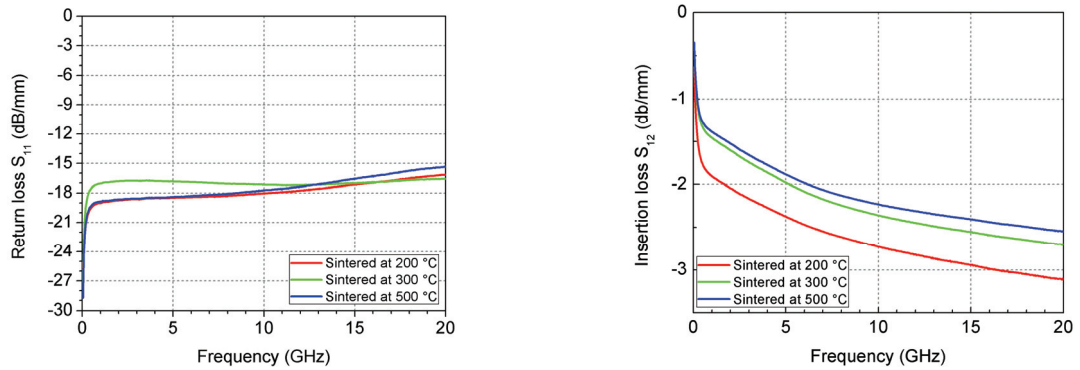 0
-3
-6
-9
-12
-15
-18
-21
-24
-27
-30
Return loss S11 (dB/mm)
Sintered at 200 °C
Sintered at 300 °C
Sintered at 500 °C
0 5 10 15 20
Frequency (GHz)
0
-1
-2
-3
Insertion loss S12 (db/mm)
Sintered at 200 °C
Sintered at 300 °C
Sintered at 500 °C
0 5 10 15 20
Frequency (GHz)